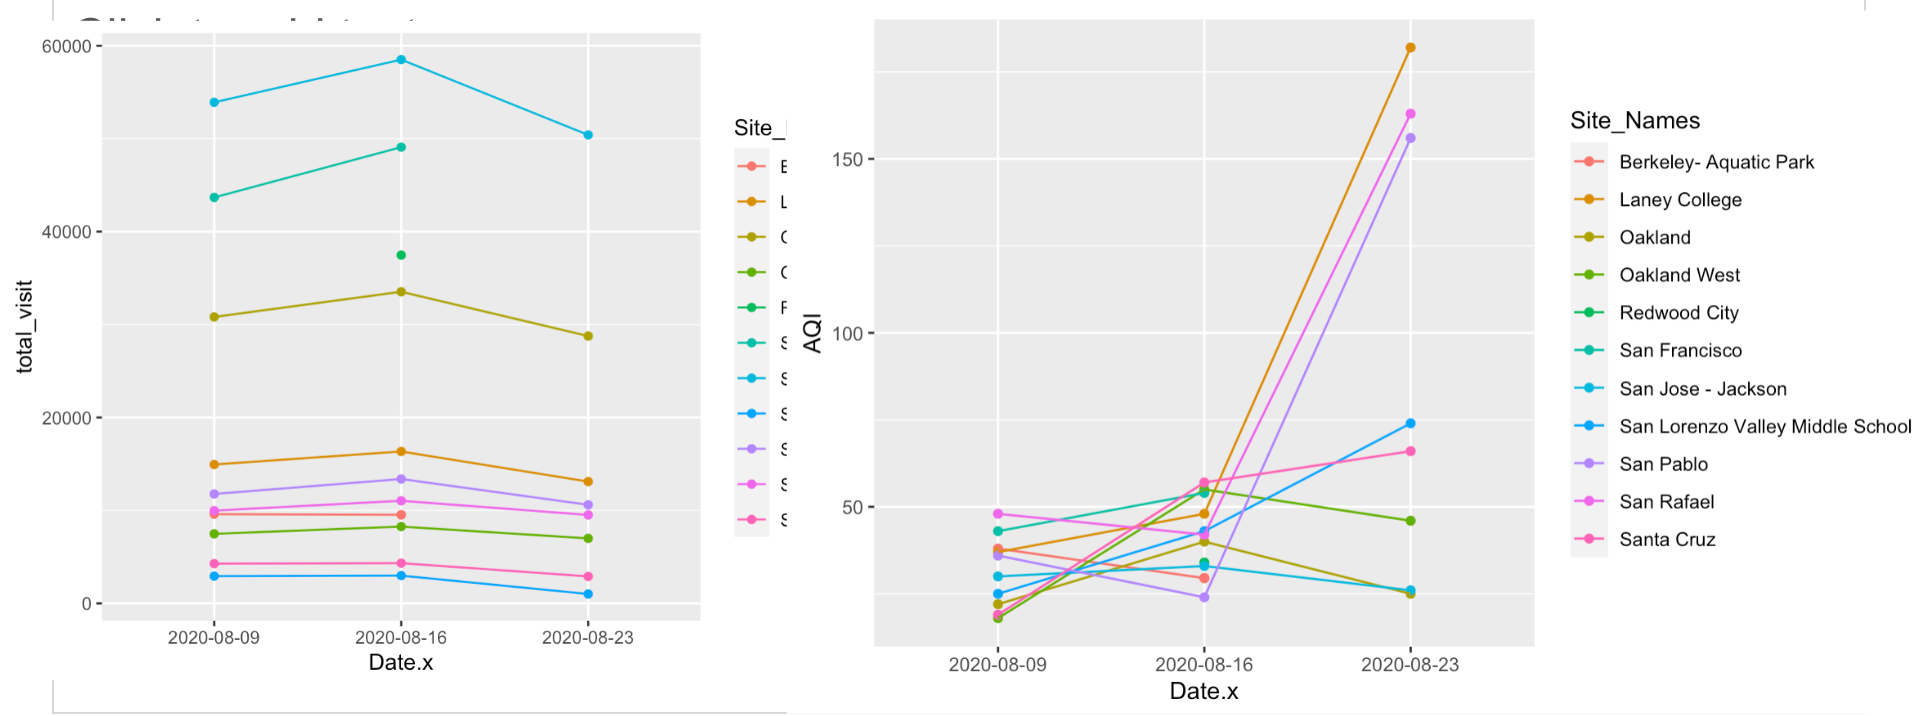 60000
40000
20000
0
total_visit
2020-08-09
2020-08-16
2020-08-23
Date.x
Site_
150
100
50
AQI
2020-08-09
2020-08-16
2020-08-23
Date.x
Site_Names
Berkeley- Aquatic Park
Laney College
Oakland
Oakland West
Redwood City
San Francisco
San Jose - Jackson
San Lorenzo Valley Middle School
San Pablo
San Rafael
Santa Cruz